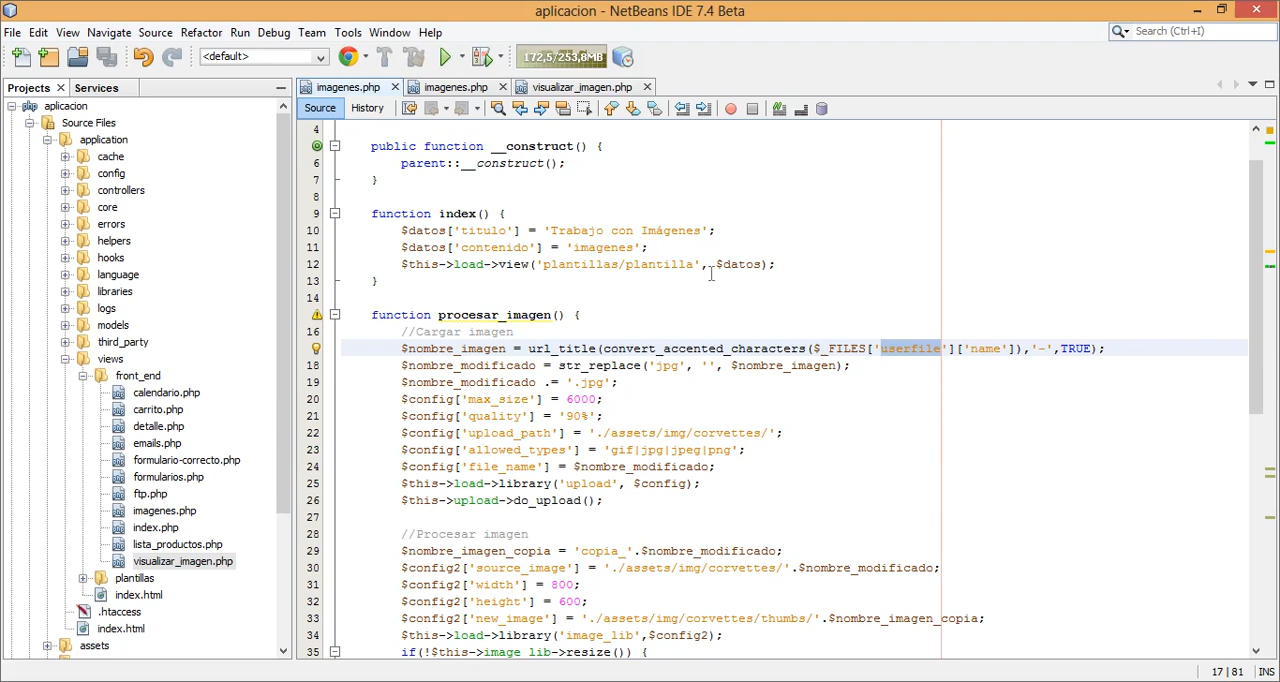 aplicacion - NetBeans IDE 7.4 Beta
File Edit View Navigate Source Refactor Run Debug Team Tools Window Help
Search (Ctrl+I)
<default>
172,5/253,8MB
Projects
Services
imagenes.php
imagenes.php
visualizar_imagen.php
Source
History
aplicacion
Source Files
application
cache
config
controllers
core
errors
helpers
hooks
language
libraries
logs
models
third_party
views
front_end
calendario.php
carrito.php
detalle.php
emails.php
formulario-correcto.php
formularios.php
ftp.php
imagenes.php
index.php
lista_productos.php
visualizar_imagen.php
plantillas
index.html
.htaccess
index.html
assets
4
public function __construct() {
6 parent::__construct();
7 }
8
9 function index() {
10 $datos['titulo'] = 'Trabajo con Imágenes';
11 $datos['contenido'] = 'imagenes';
12 $this->load->view('plantillas/plantilla', $datos);
13 }
14
function procesar_imagen() {
16 //Cargar imagen
$nombre_imagen = url_title(convert_accented_characters($_FILES['userfile']['name']),'-',TRUE);
18 $nombre_modificado = str_replace('jpg', '', $nombre_imagen);
19 $nombre_modificado .= '.jpg';
20 $config['max_size'] = 6000;
21 $config['quality'] = '90%';
22 $config['upload_path'] = './assets/img/corvettes/';
23 $config['allowed_types'] = 'gif|jpg|jpeg|png';
24 $config['file_name'] = $nombre_modificado;
25 $this->load->library('upload', $config);
26 $this->upload->do_upload();
27
28 //Procesar imagen
29 $nombre_imagen_copia = 'copia_'.$nombre_modificado;
30 $config2['source_image'] = './assets/img/corvettes/'.$nombre_modificado;
31 $config2['width'] = 800;
32 $config2['height'] = 600;
33 $config2['new_image'] = './assets/img/corvettes/thumbs/'.$nombre_imagen_copia;
34 $this->load->library('image_lib',$config2);
35 if(!$this->image_lib->resize()) {
17 | 81 INS